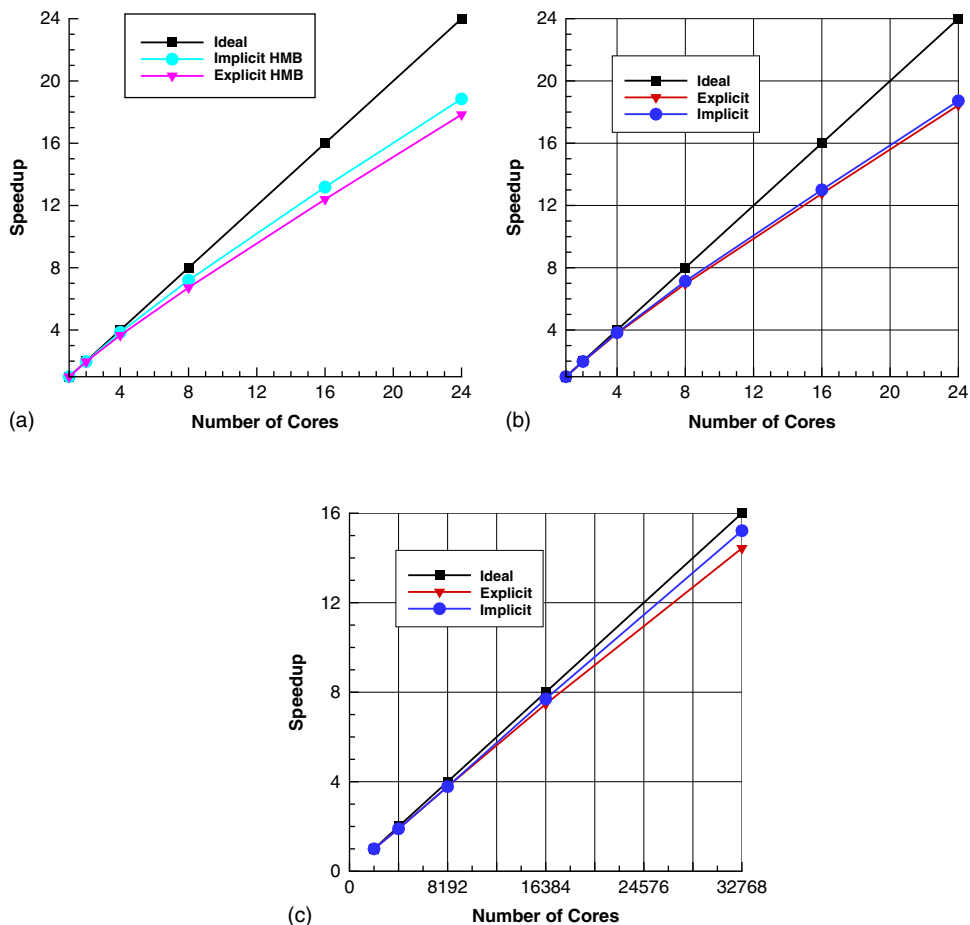 24
20
16
12
8
4
Speedup
Ideal
Implicit HMB
Explicit HMB
4 8 12 16 20 24
Number of Cores
(a)
24
20
16
12
8
4
Speedup
Ideal
Explicit
Implicit
4 8 12 16 20 24
Number of Cores
(b)
16
12
8
4
0
Speedup
Ideal
Explicit
Implicit
0 8192 16384 24576 32768
Number of Cores
(c)